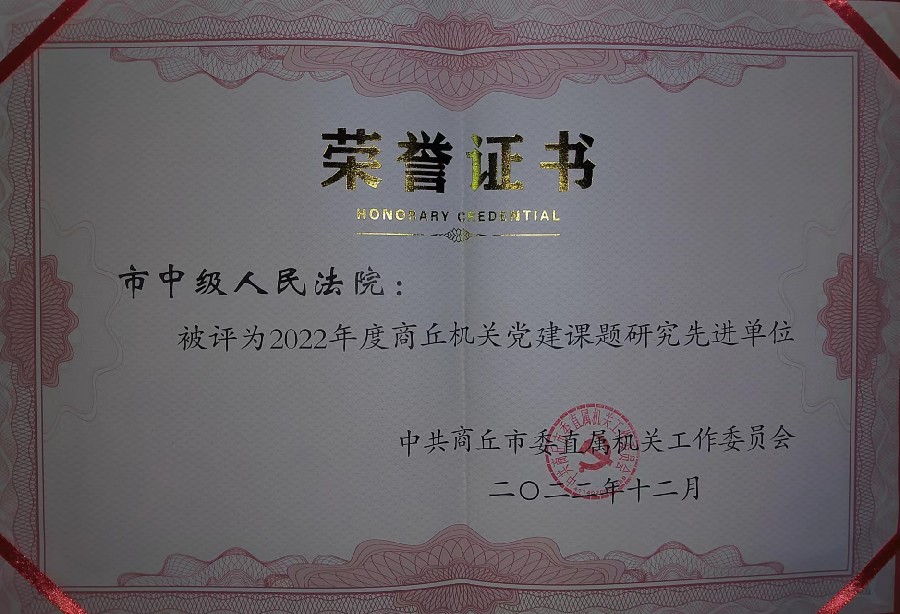 荣誉证书
HONORARY CREDENTIAL
市中级人民法院：
被评为2022年度商丘机关党建课题研究先进单位
中共商丘市委直属机关工作委员会
二〇二二年十二月